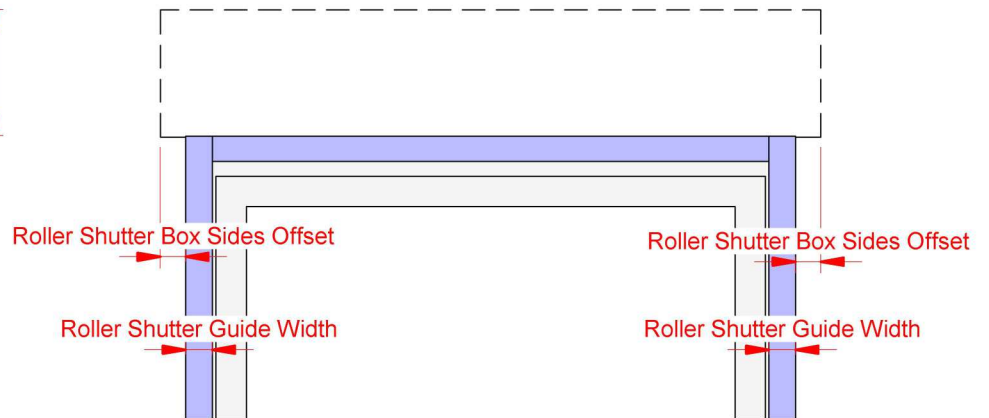 Roller Shutter Box Sides Offset
Roller Shutter Box Sides Offset
Roller Shutter Guide Width
Roller Shutter Guide Width